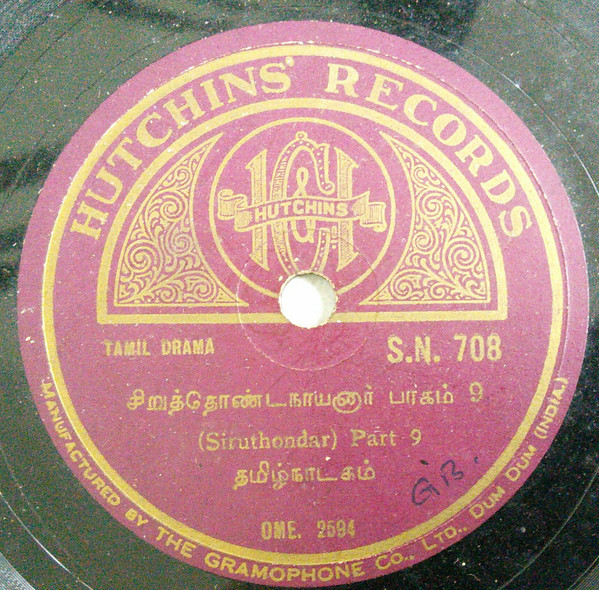 HUTCHINS' RECORDS
HUTCHINS
TAMIL DRAMA
S.N. 708
சிறுத்தொண்டநாயனார் பாகம் 9
(Siruthondar) Part 9
தமிழ்நாடகம்
G.B.
OME. 2594
MANUFACTURED BY THE GRAMOPHONE CO., LTD., DUM DUM (INDIA.)